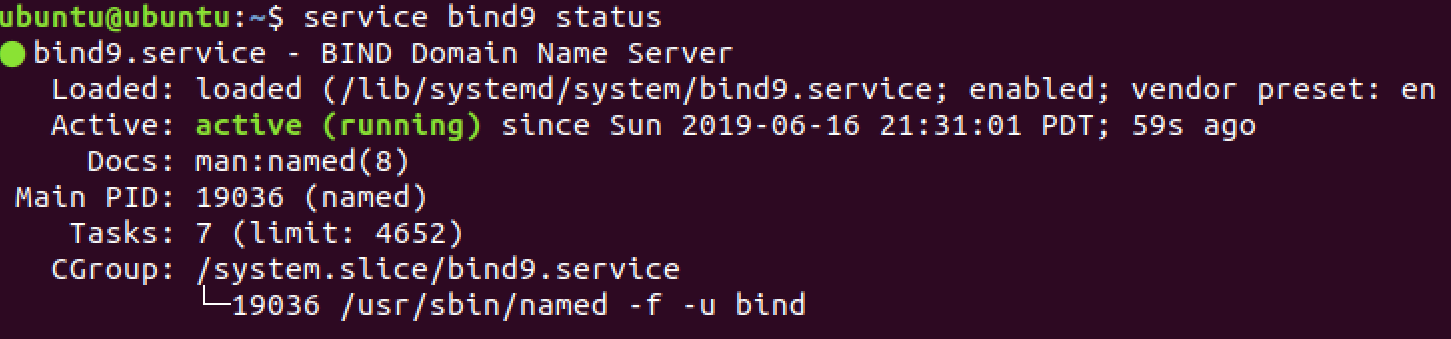 ubuntu@ubuntu:~$ service bind9 status
● bind9.service - BIND Domain Name Server
   Loaded: loaded (/lib/systemd/system/bind9.service; enabled; vendor preset: en
   Active: active (running) since Sun 2019-06-16 21:31:01 PDT; 59s ago
     Docs: man:named(8)
 Main PID: 19036 (named)
    Tasks: 7 (limit: 4652)
   CGroup: /system.slice/bind9.service
           └─19036 /usr/sbin/named -f -u bind